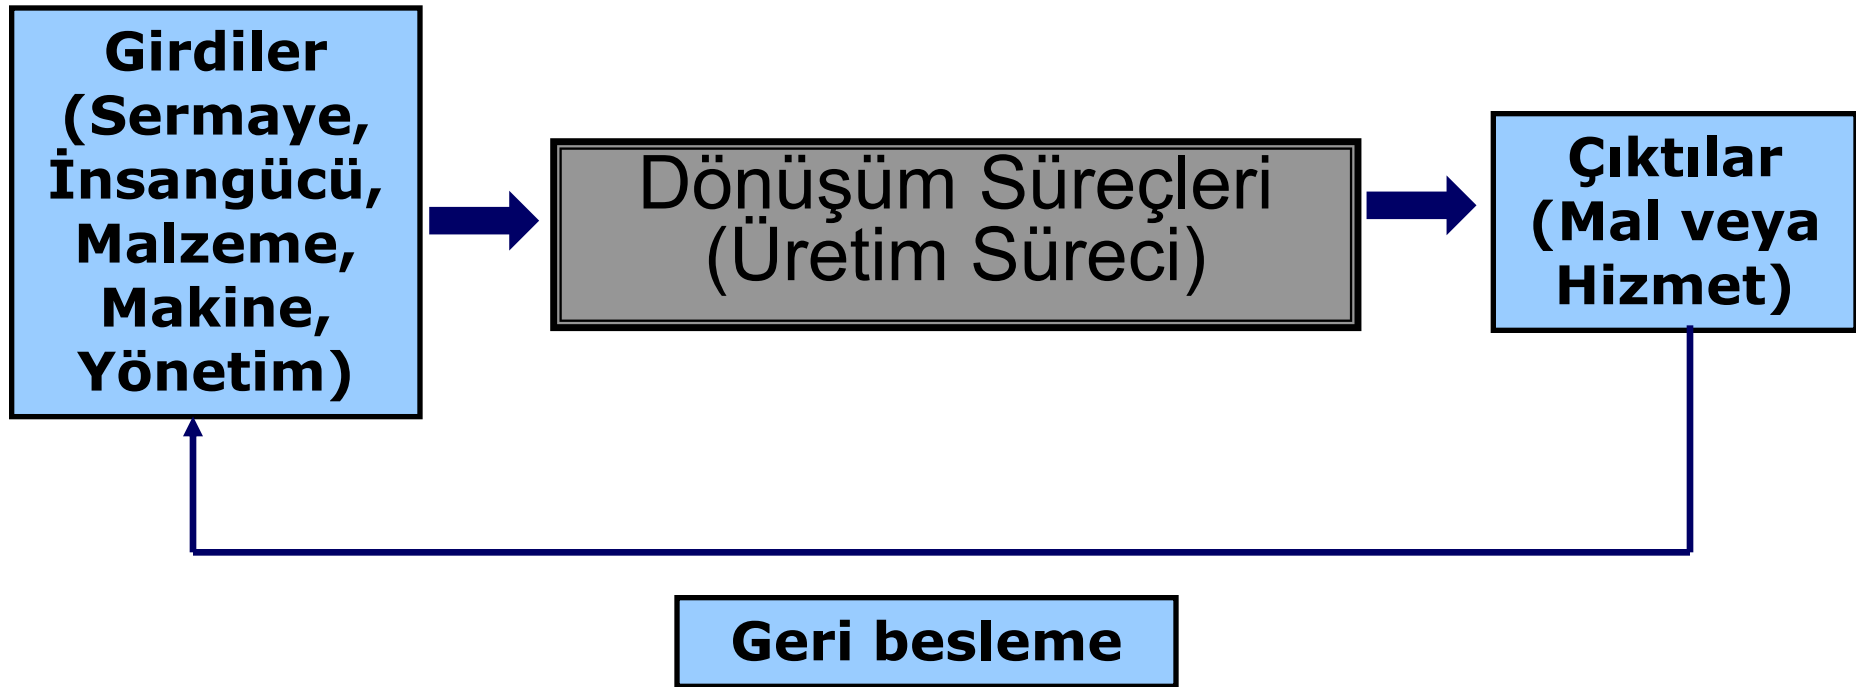 Girdiler
(Sermaye,
İnsangücü,
Malzeme,
Makine,
Yönetim)
Dönüşüm Süreçleri
(Üretim Süreci)
Çıktılar
(Mal veya
Hizmet)
Geri besleme